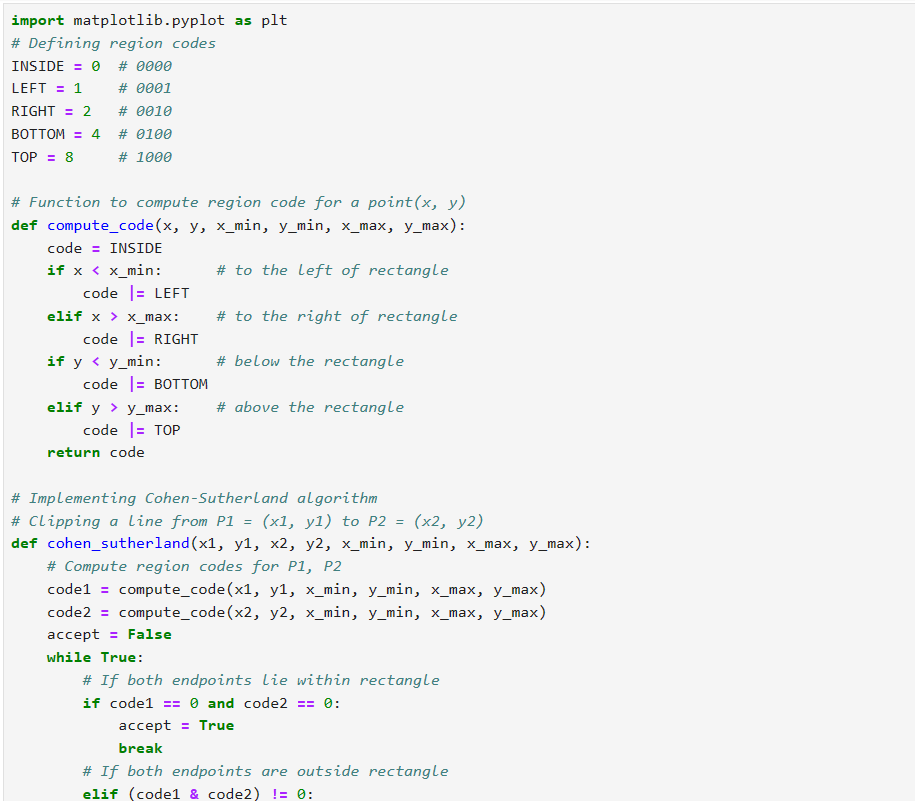 import matplotlib.pyplot as plt
# Defining region codes
INSIDE = 0  # 0000
LEFT = 1    # 0001
RIGHT = 2   # 0010
BOTTOM = 4  # 0100
TOP = 8     # 1000

# Function to compute region code for a point(x, y)
def compute_code(x, y, x_min, y_min, x_max, y_max):
    code = INSIDE
    if x < x_min:      # to the left of rectangle
        code |= LEFT
    elif x > x_max:    # to the right of rectangle
        code |= RIGHT
    if y < y_min:      # below the rectangle
        code |= BOTTOM
    elif y > y_max:    # above the rectangle
        code |= TOP
    return code

# Implementing Cohen-Sutherland algorithm
# Clipping a line from P1 = (x1, y1) to P2 = (x2, y2)
def cohen_sutherland(x1, y1, x2, y2, x_min, y_min, x_max, y_max):
    # Compute region codes for P1, P2
    code1 = compute_code(x1, y1, x_min, y_min, x_max, y_max)
    code2 = compute_code(x2, y2, x_min, y_min, x_max, y_max)
    accept = False
    while True:
        # If both endpoints lie within rectangle
        if code1 == 0 and code2 == 0:
            accept = True
            break
        # If both endpoints are outside rectangle
        elif (code1 & code2) != 0: